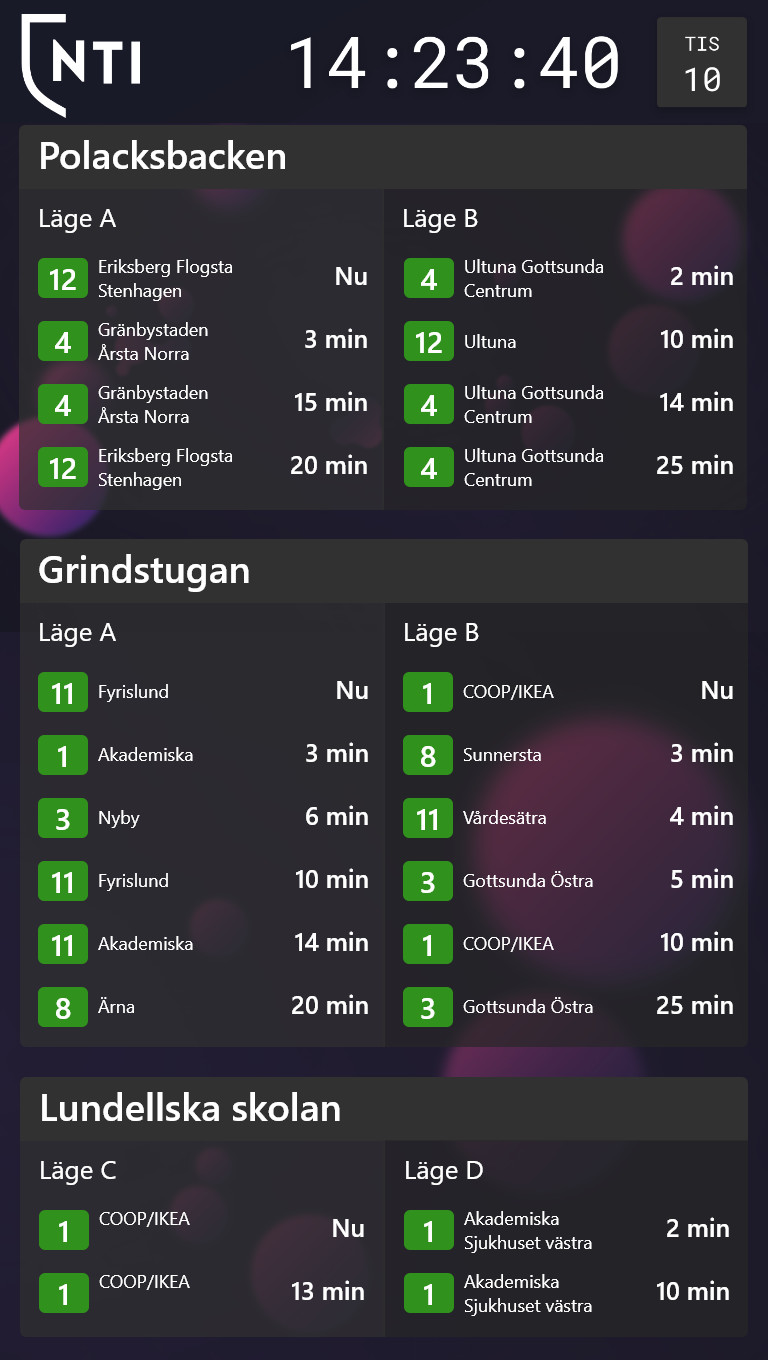 NTI
14:23:40
TIS
10
Polacksbacken
Läge A
12 Eriksberg Flogsta Nu
Stenhagen
4 Gränbystaden 3 min
Årsta Norra
4 Gränbystaden 15 min
Årsta Norra
12 Eriksberg Flogsta 20 min
Stenhagen
Läge B
4 Ultuna Gottsunda 2 min
Centrum
12 Ultuna 10 min
4 Ultuna Gottsunda 14 min
Centrum
4 Ultuna Gottsunda 25 min
Centrum
Grindstugan
Läge A
11 Fyrislund Nu
1 Akademiska 3 min
3 Nyby 6 min
11 Fyrislund 10 min
11 Akademiska 14 min
8 Ärna 20 min
Läge B
1 COOP/IKEA Nu
8 Sunnersta 3 min
11 Vårdesätra 4 min
3 Gottsunda Östra 5 min
1 COOP/IKEA 10 min
3 Gottsunda Östra 25 min
Lundellska skolan
Läge C
1 COOP/IKEA Nu
1 COOP/IKEA 13 min
Läge D
1 Akademiska 2 min
Sjukhuset västra
1 Akademiska 10 min
Sjukhuset västra